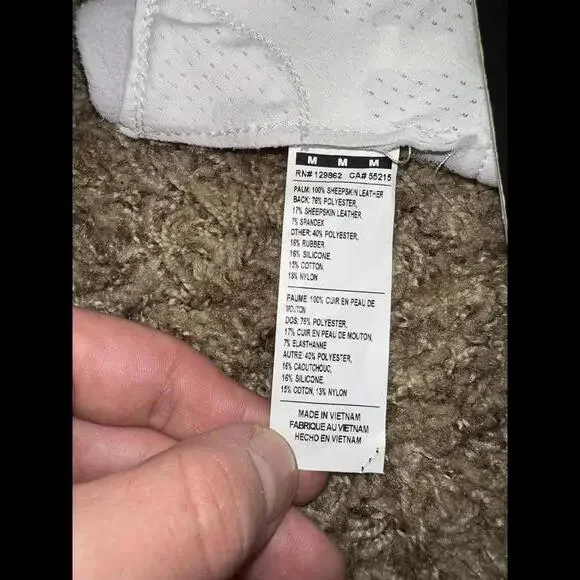 M M M
RN# 129862 CA# 55215
PALM: 100% SHEEPSKIN LEATHER
BACK: 76% POLYESTER,
17% SHEEPSKIN LEATHER
7% SPANDEX
OTHER: 40% POLYESTER,
16% RUBBER,
16% SILICONE,
15% COTTON,
13% NYLON
PAUME: 100% CUIR EN PEAU DE
MOUTON
DOS: 76% POLYESTER,
17% CUIR EN PEAU DE MOUTON,
7% ELASTHANNE
AUTRE: 40% POLYESTER,
16% CAOUTCHOUC,
16% SILICONE,
15% COTON, 13% NYLON
MADE IN VIETNAM
FABRIQUE AU VIETNAM
HECHO EN VIETNAM